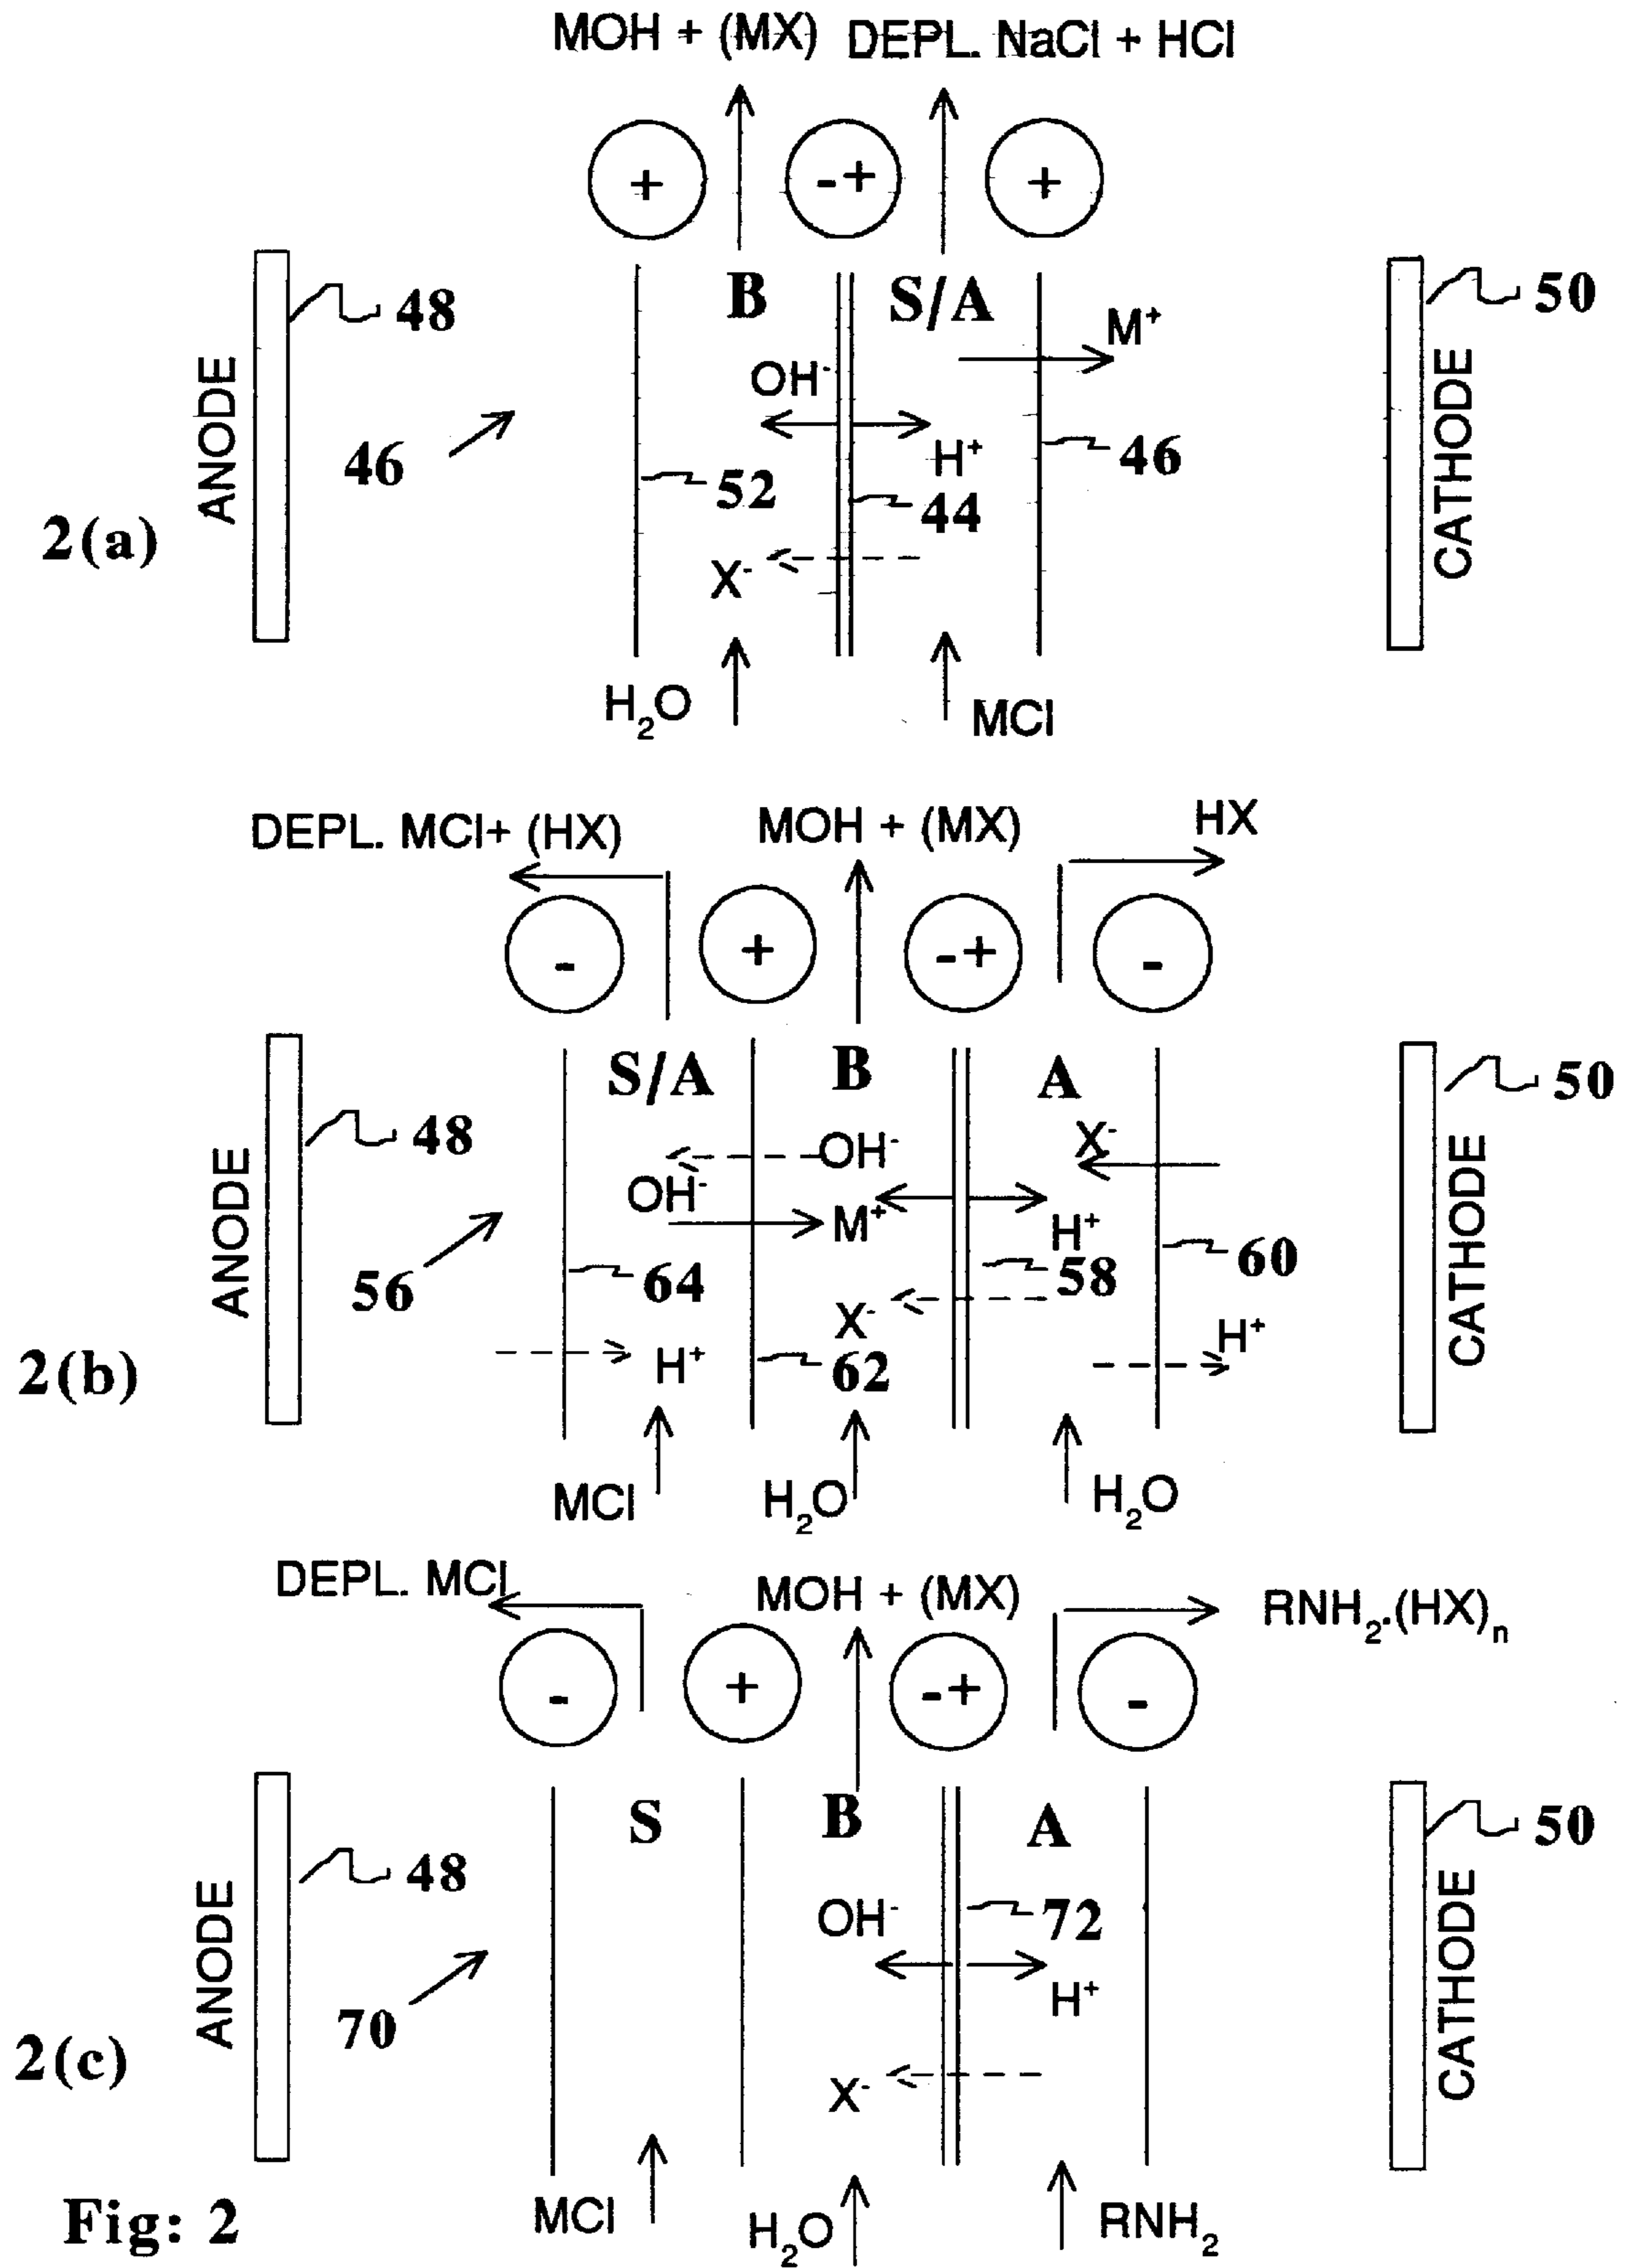 MOH + (MX) DEPL. NaCl + HCl
+ -+ +
B S/A
48 50
M⁺
OH⁻
ANODE 46 H⁺ 46 CATHODE
52 44
2(a)
X⁻
H₂O MCl
DEPL. MCl+ (HX) MOH + (MX) HX
- + -+ -
S/A B A
48 50
OH⁻ X⁻
OH⁻ M⁺ H⁺
ANODE 56 64 58 60 CATHODE
X⁻ H⁺
2(b) H⁺ 62
MCl H₂O H₂O
DEPL. MCl MOH + (MX) RNH₂.(HX)ₙ
- + -+ -
S B A
48 50
OH⁻ 72
ANODE 70 H⁺ CATHODE
2(c) X⁻
MCl H₂O RNH₂
Fig: 2